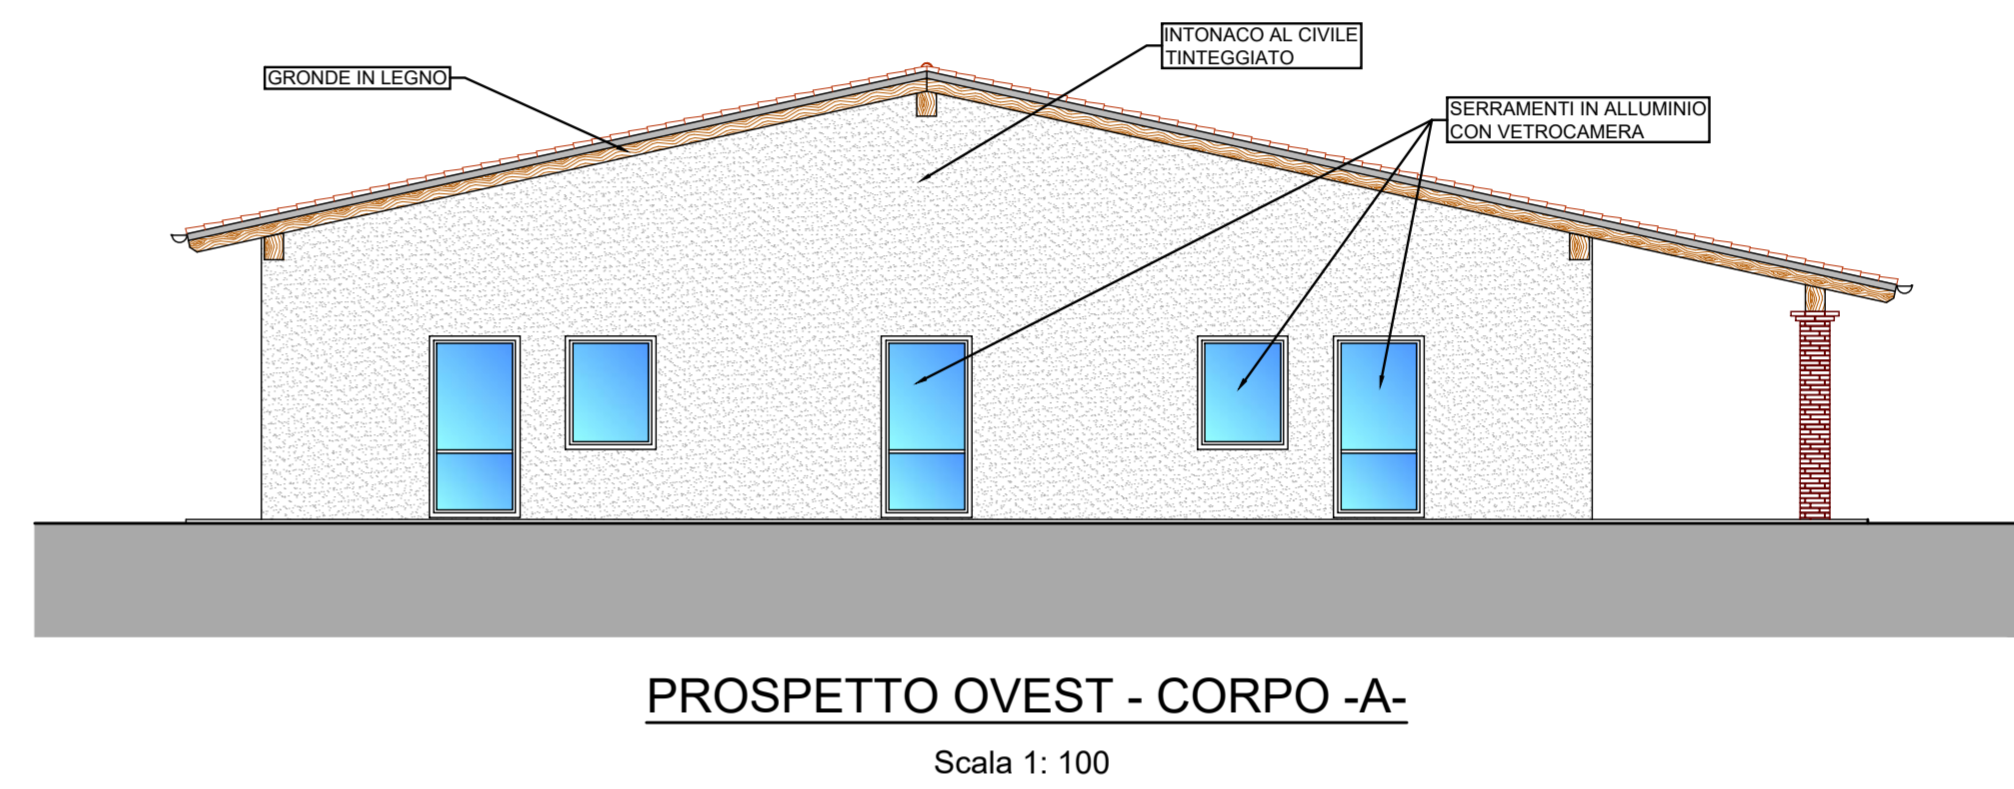 INTONACO AL CIVILE
TINTEGGIATO
GRONDE IN LEGNO
SERRAMENTI IN ALLUMINIO
CON VETROCAMERA
PROSPETTO OVEST - CORPO -A-
Scala 1: 100